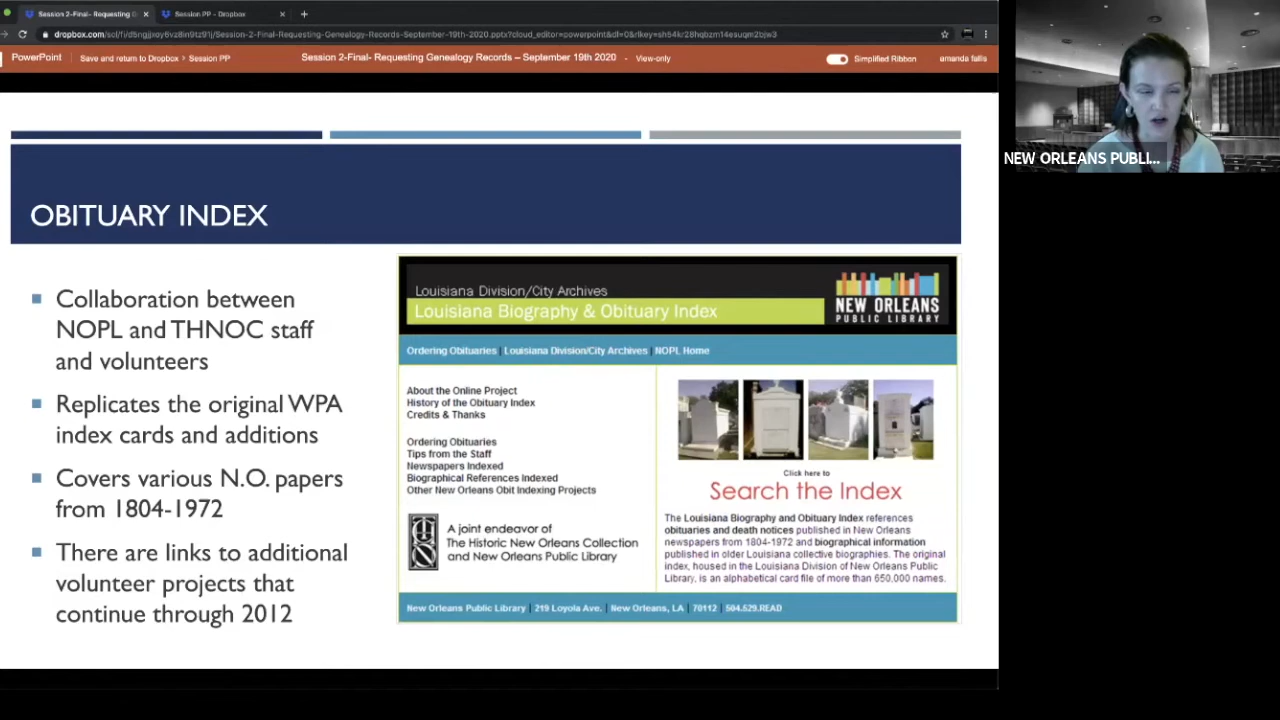 Session 2-Final- Requesting G
Session PP - Dropbox
PowerPoint
Save and return to Dropbox > Session PP
Session 2-Final- Requesting Genealogy Records – September 19th 2020 - View-only
Simplified Ribbon
amanda fallis
NEW ORLEANS PUBLI...
OBITUARY INDEX
Collaboration between
NOPL and THNOC staff
and volunteers
Replicates the original WPA
index cards and additions
Covers various N.O. papers
from 1804-1972
There are links to additional
volunteer projects that
continue through 2012
Louisiana Division/City Archives
Louisiana Biography & Obituary Index
NEW ORLEANS
PUBLIC LIBRARY
Ordering Obituaries | Louisiana Division/City Archives | NOPL Home
About the Online Project
History of the Obituary Index
Credits & Thanks
Ordering Obituaries
Tips from the Staff
Newspapers Indexed
Biographical References Indexed
Other New Orleans Obit Indexing Projects
A joint endeavor of
The Historic New Orleans Collection
and New Orleans Public Library
Click here to
Search the Index
The Louisiana Biography and Obituary Index references
obituaries and death notices published in New Orleans
newspapers from 1804-1972 and biographical information
published in older Louisiana collective biographies. The original
index, housed in the Louisiana Division of New Orleans Public
Library, is an alphabetical card file of more than 650,000 names.
New Orleans Public Library | 219 Loyola Ave. | New Orleans, LA | 70112 | 504.529.READ